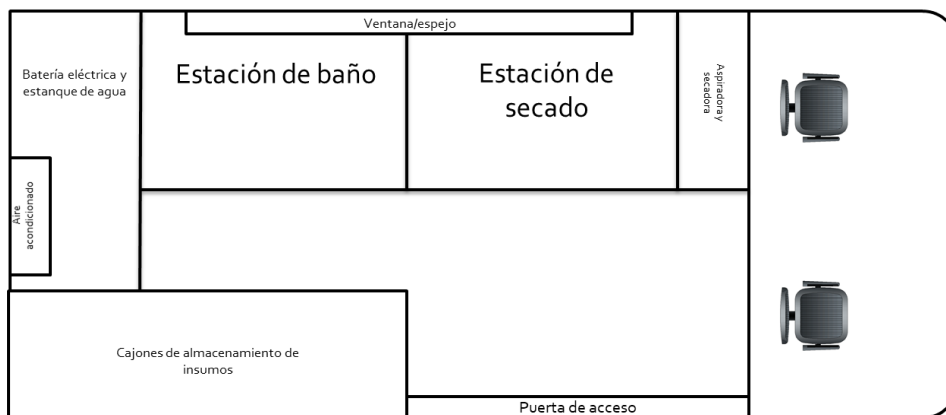 Ventana/espejo
Batería eléctrica y
estanque de agua
Estación de baño
Estación de
secado
Aspiradora y
secadora
Aire
acondicionado
Cajones de almacenamiento de
insumos
Puerta de acceso